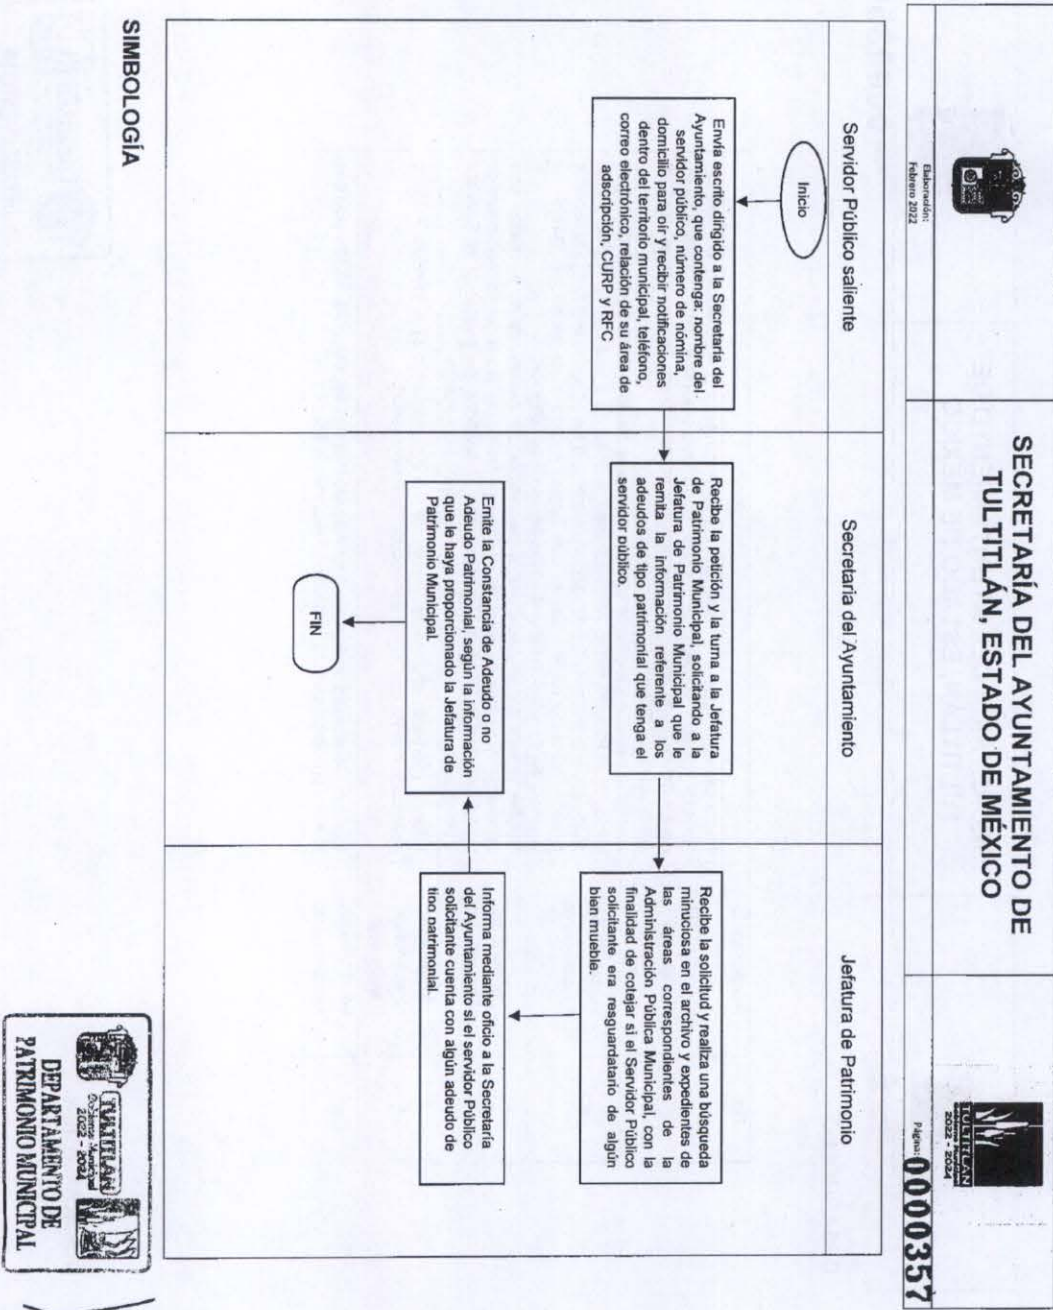 SECRETARÍA DEL AYUNTAMIENTO DE
TULTITLÁN, ESTADO DE MÉXICO
TULTITLAN
2022 - 2024
Elaboración:
Febrero 2022
Página:
0000357
Servidor Público saliente
Secretaria del Ayuntamiento
Jefatura de Patrimonio
Inicio
Envía escrito dirigido a la Secretaría del
Ayuntamiento, que contenga: nombre del
servidor público, número de nómina,
domicilio para oir y recibir notificaciones
dentro del territorio municipal, teléfono,
correo electrónico, relación de su área de
adscripción, CURP y RFC
Recibe la petición y la turna a la Jefatura
de Patrimonio Municipal, solicitando a la
Jefatura de Patrimonio Municipal que le
remita la información referente a los
adeudos de tipo patrimonial que tenga el
servidor público.
Recibe la solicitud y realiza una búsqueda
minuciosa en el archivo y expedientes de
las áreas correspondientes de la
Administración Pública Municipal, con la
finalidad de cotejar si el Servidor Público
solicitante era resguardatario de algún
bien mueble.
Informa mediante oficio a la Secretaría
del Ayuntamiento si el servidor Público
solicitante cuenta con algún adeudo de
tipo patrimonial.
Emite la Constancia de Adeudo o no
Adeudo Patrimonial, según la información
que le haya proporcionado la Jefatura de
Patrimonio Municipal.
FIN
SIMBOLOGÍA
TULTITLAN
Gobierno Municipal
2022 - 2024
DEPARTAMENTO DE
PATRIMONIO MUNICIPAL